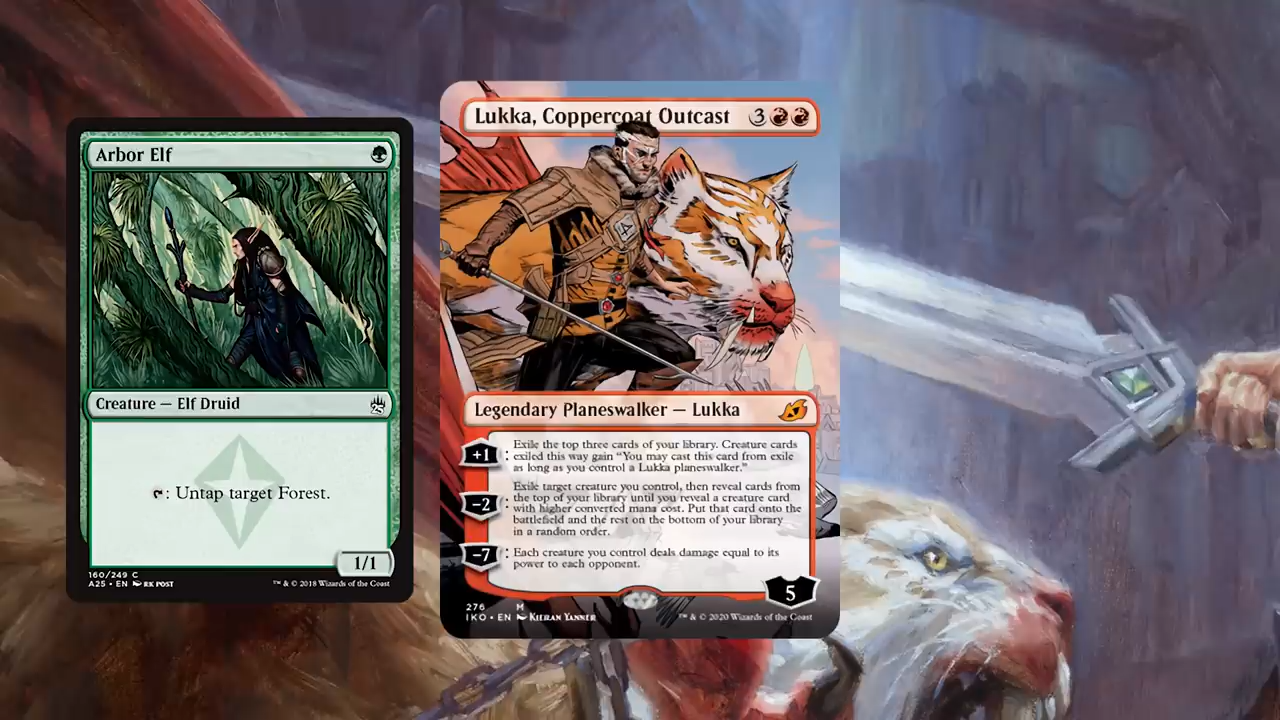 Arbor Elf
Creature — Elf Druid
: Untap target Forest.
1/1
160/249 C
A25 • EN RK POST
™ & © 2018 Wizards of the Coast
Lukka, Coppercoat Outcast 3
Legendary Planeswalker — Lukka
+1 : Exile the top three cards of your library. Creature cards
exiled this way gain “You may cast this card from exile
as long as you control a Lukka planeswalker.”
−2 : Exile target creature you control, then reveal cards from
the top of your library until you reveal a creature card
with higher converted mana cost. Put that card onto the
battlefield and the rest on the bottom of your library
in a random order.
−7 : Each creature you control deals damage equal to its
power to each opponent.
5
276 M
IKO • EN KIERAN YANNER
™ & © 2020 Wizards of the Coast